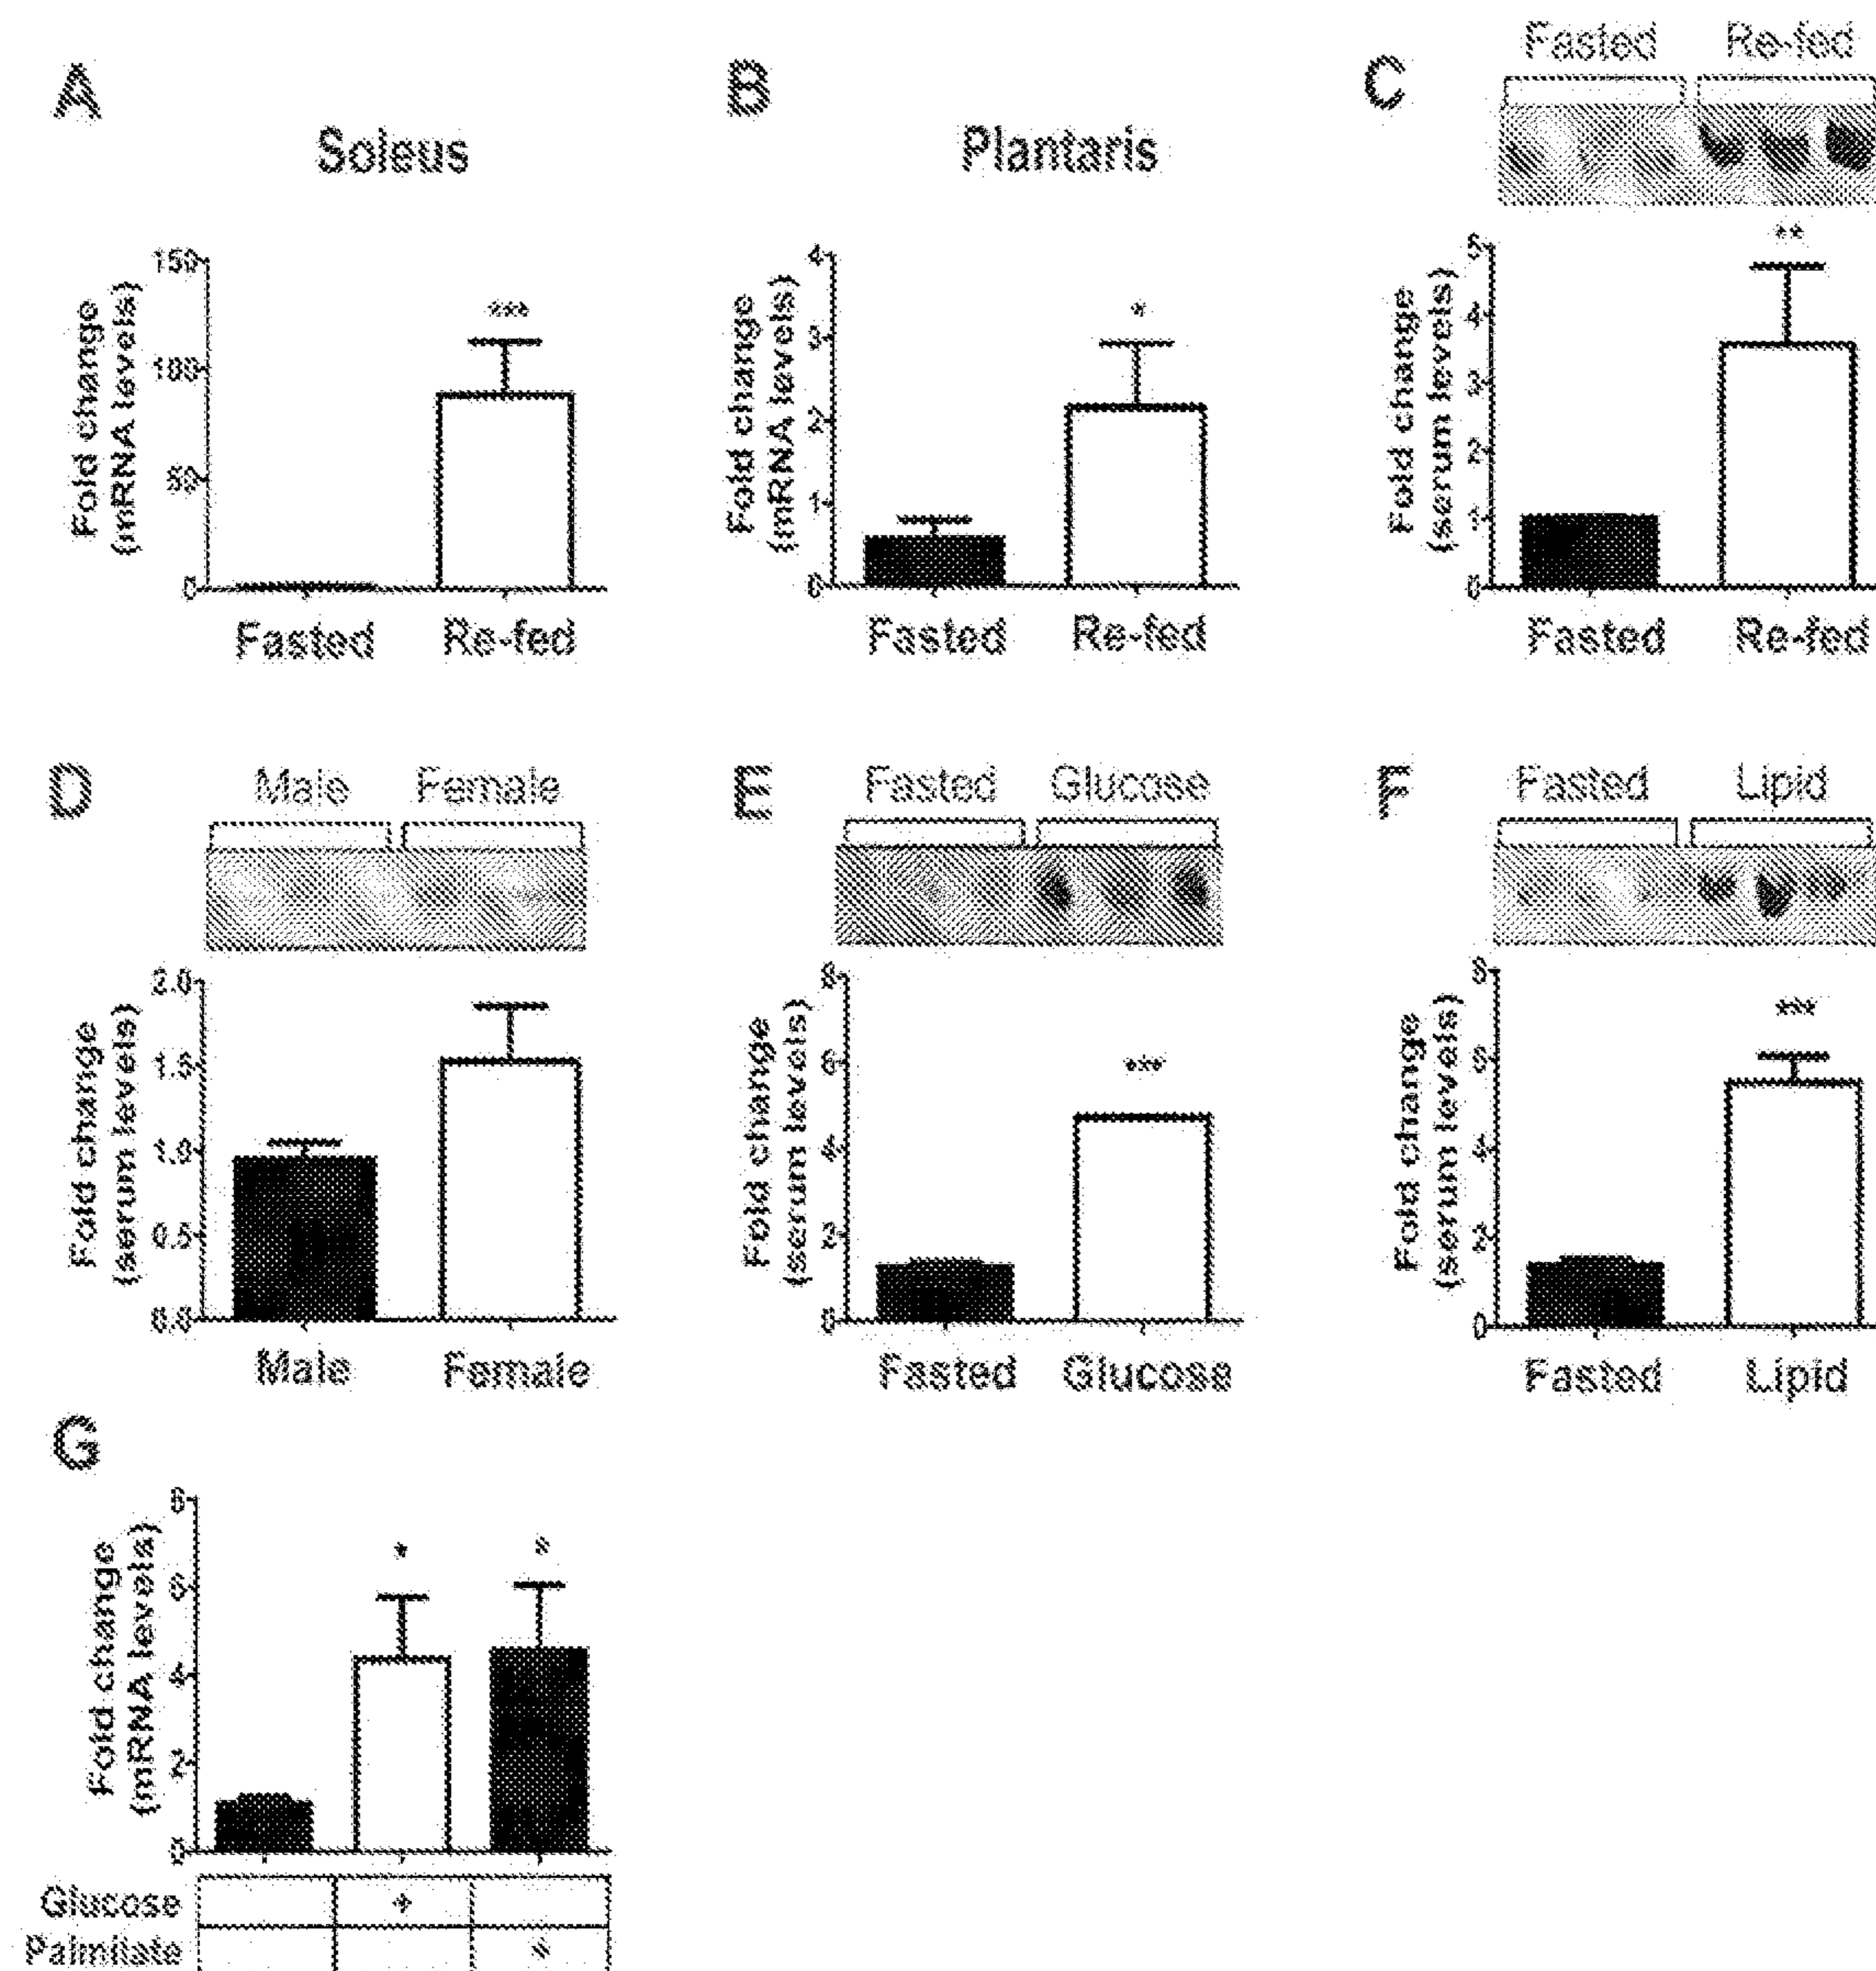 A
Soleus
Fold change
(mRNA levels)
150
100
50
0
***
Fasted Re-fed
B
Plantaris
Fold change
(mRNA levels)
4
3
2
1
0
*
Fasted Re-fed
C
Fasted Re-fed
Fold change
(serum levels)
5
4
3
2
1
0
**
Fasted Re-fed
D
Male Female
Fold change
(serum levels)
2.0
1.5
1.0
0.5
0.0
Male Female
E
Fasted Glucose
Fold change
(serum levels)
8
6
4
2
0
***
Fasted Glucose
F
Fasted Lipid
Fold change
(serum levels)
8
6
4
2
0
***
Fasted Lipid
G
Fold change
(mRNA levels)
8
6
4
2
0
* *
Glucose +
Palmitate